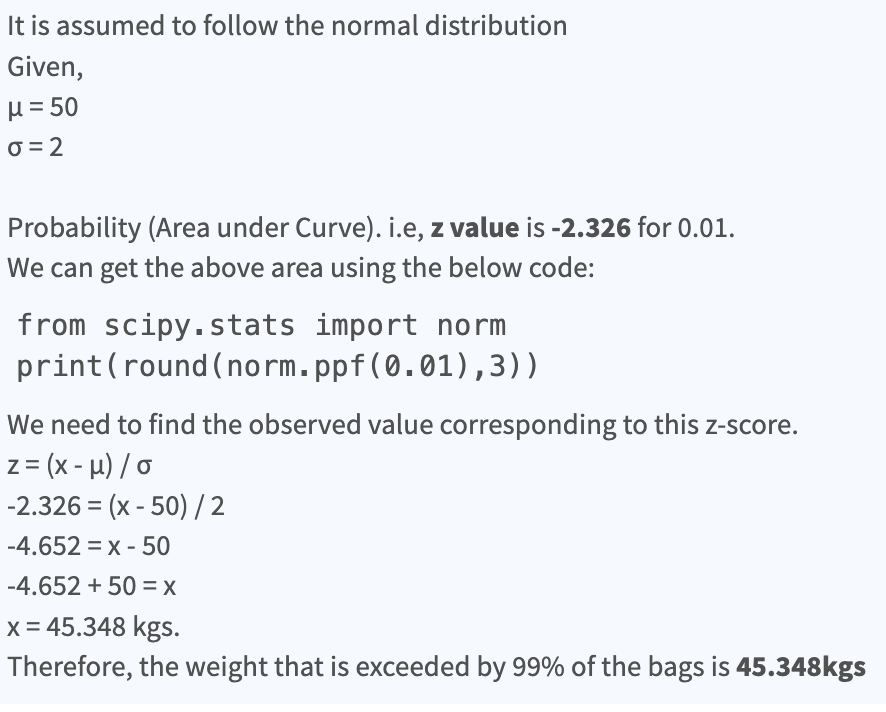 It is assumed to follow the normal distribution
Given,
μ = 50
σ = 2
Probability (Area under Curve). i.e, z value is -2.326 for 0.01.
We can get the above area using the below code:
from scipy.stats import norm
print(round(norm.ppf(0.01),3))
We need to find the observed value corresponding to this z-score.
z = (x - μ) / σ
-2.326 = (x - 50) / 2
-4.652 = x - 50
-4.652 + 50 = x
x = 45.348 kgs.
Therefore, the weight that is exceeded by 99% of the bags is 45.348kgs